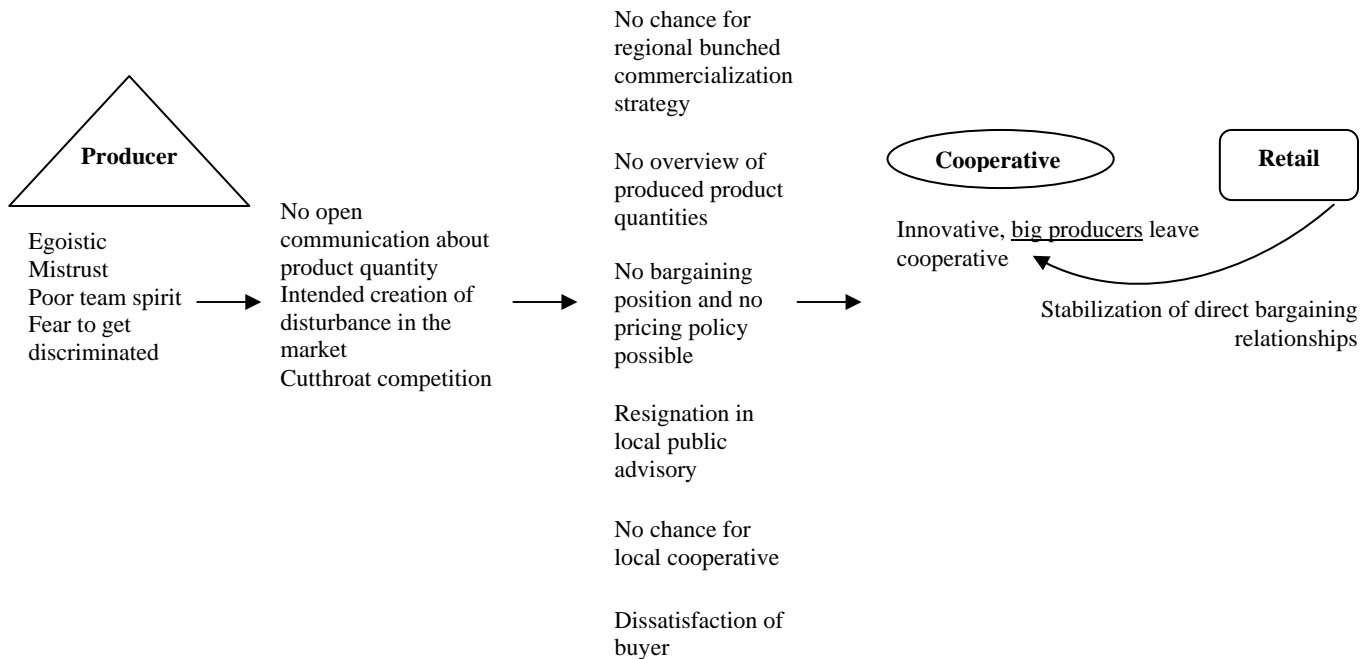 Producer
Egoistic
Mistrust
Poor team spirit
Fear to get
discriminated
No open
communication about
product quantity
Intended creation of
disturbance in the
market
Cutthroat competition
No chance for
regional bunched
commercialization
strategy
No overview of
produced product
quantities
No bargaining
position and no
pricing policy
possible
Resignation in
local public
advisory
No chance for
local cooperative
Dissatisfaction of
buyer
Cooperative
Innovative, big producers leave
cooperative
Retail
Stabilization of direct bargaining
relationships